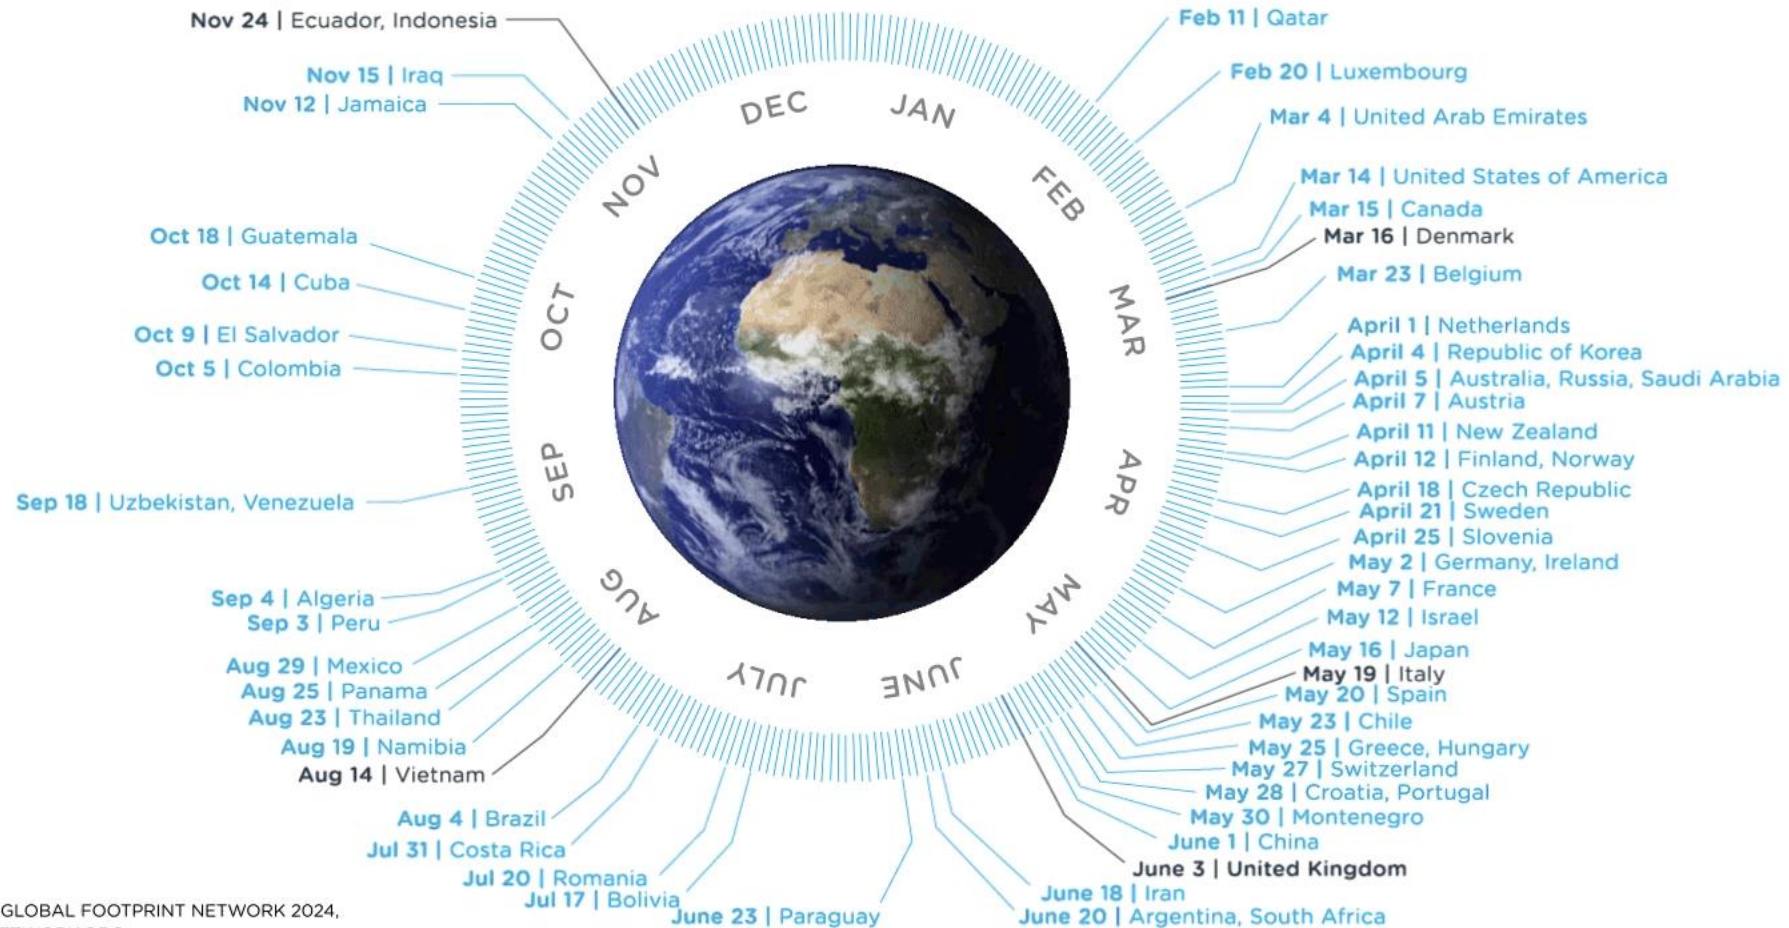 Nov 24 | Ecuador, Indonesia
Nov 15 | Iraq
Nov 12 | Jamaica
Oct 18 | Guatemala
Oct 14 | Cuba
Oct 9 | El Salvador
Oct 5 | Colombia
Sep 18 | Uzbekistan, Venezuela
Sep 4 | Algeria
Sep 3 | Peru
Aug 29 | Mexico
Aug 25 | Panama
Aug 23 | Thailand
Aug 19 | Namibia
Aug 14 | Vietnam
Aug 4 | Brazil
Jul 31 | Costa Rica
Jul 20 | Romania
Jul 17 | Bolivia
June 23 | Paraguay
DEC
JAN
NOV
FEB
OCT
MAR
SEP
APR
AUG
MAY
JULY
JUNE
Feb 11 | Qatar
Feb 20 | Luxembourg
Mar 4 | United Arab Emirates
Mar 14 | United States of America
Mar 15 | Canada
Mar 16 | Denmark
Mar 23 | Belgium
April 1 | Netherlands
April 4 | Republic of Korea
April 5 | Australia, Russia, Saudi Arabia
April 7 | Austria
April 11 | New Zealand
April 12 | Finland, Norway
April 18 | Czech Republic
April 21 | Sweden
April 25 | Slovenia
May 2 | Germany, Ireland
May 7 | France
May 12 | Israel
May 16 | Japan
May 19 | Italy
May 20 | Spain
May 23 | Chile
May 25 | Greece, Hungary
May 27 | Switzerland
May 28 | Croatia, Portugal
May 30 | Montenegro
June 1 | China
June 3 | United Kingdom
June 18 | Iran
June 20 | Argentina, South Africa
GLOBAL FOOTPRINT NETWORK 2024,